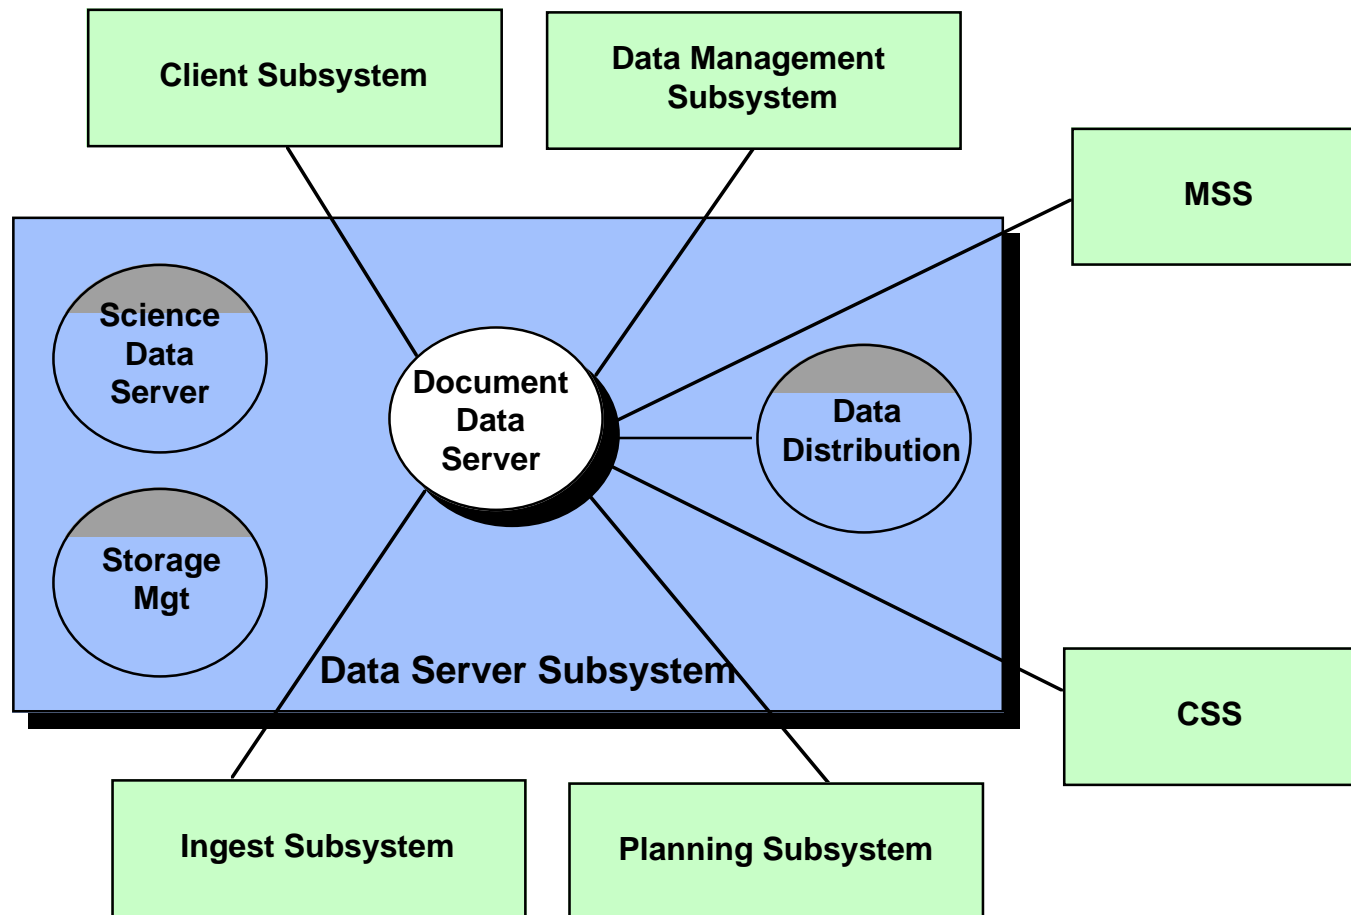 Client Subsystem
Data Management
Subsystem
MSS
Science
Data
Server
Document
Data
Server
Data
Distribution
Storage
Mgt
Data Server Subsystem
CSS
Ingest Subsystem
Planning Subsystem